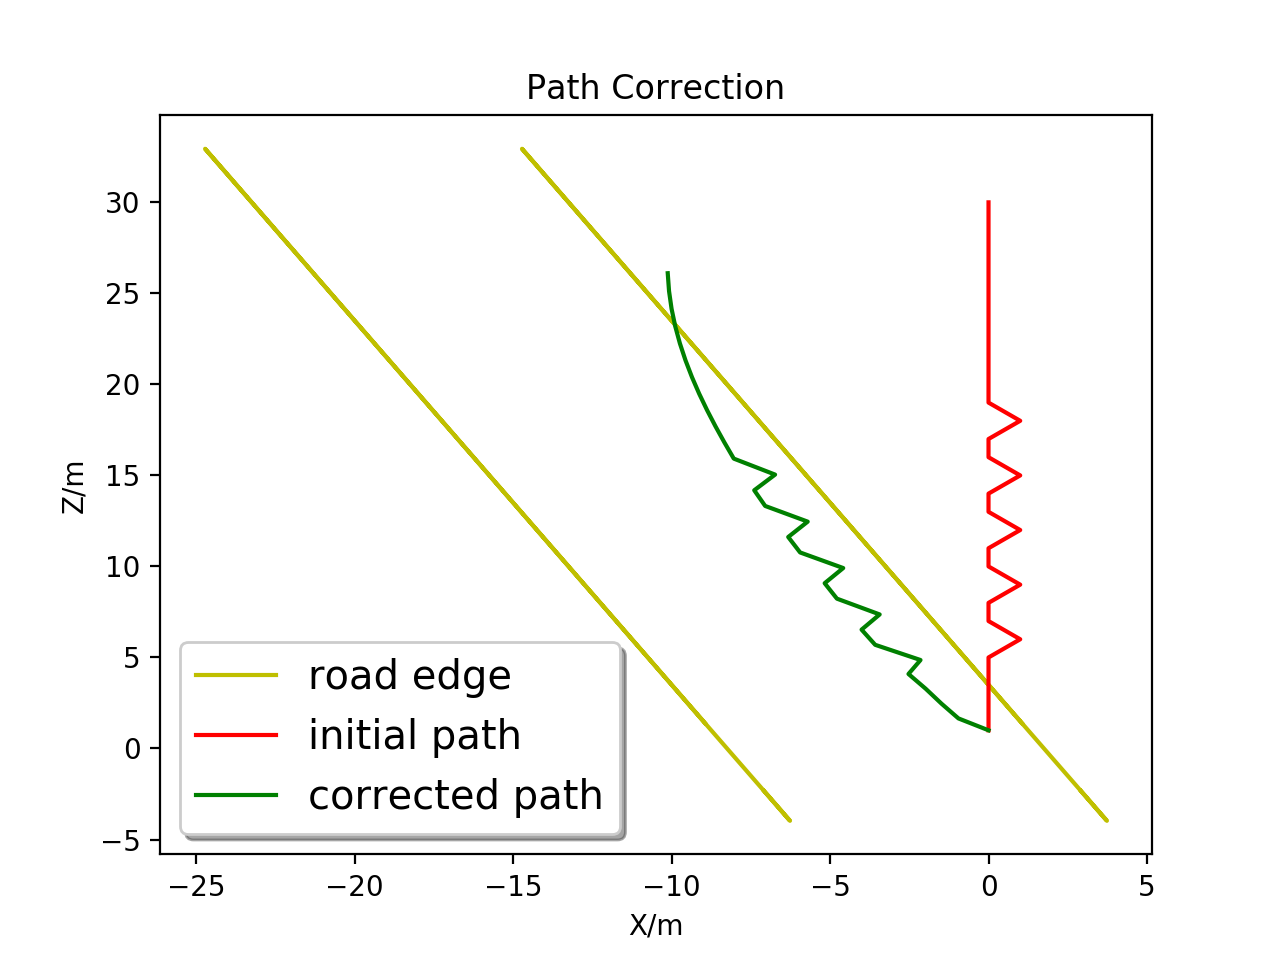 Path Correction
30
25
20
15
10
5
0
−5
Z/m
road edge
initial path
corrected path
−25 −20 −15 −10 −5 0 5
X/m